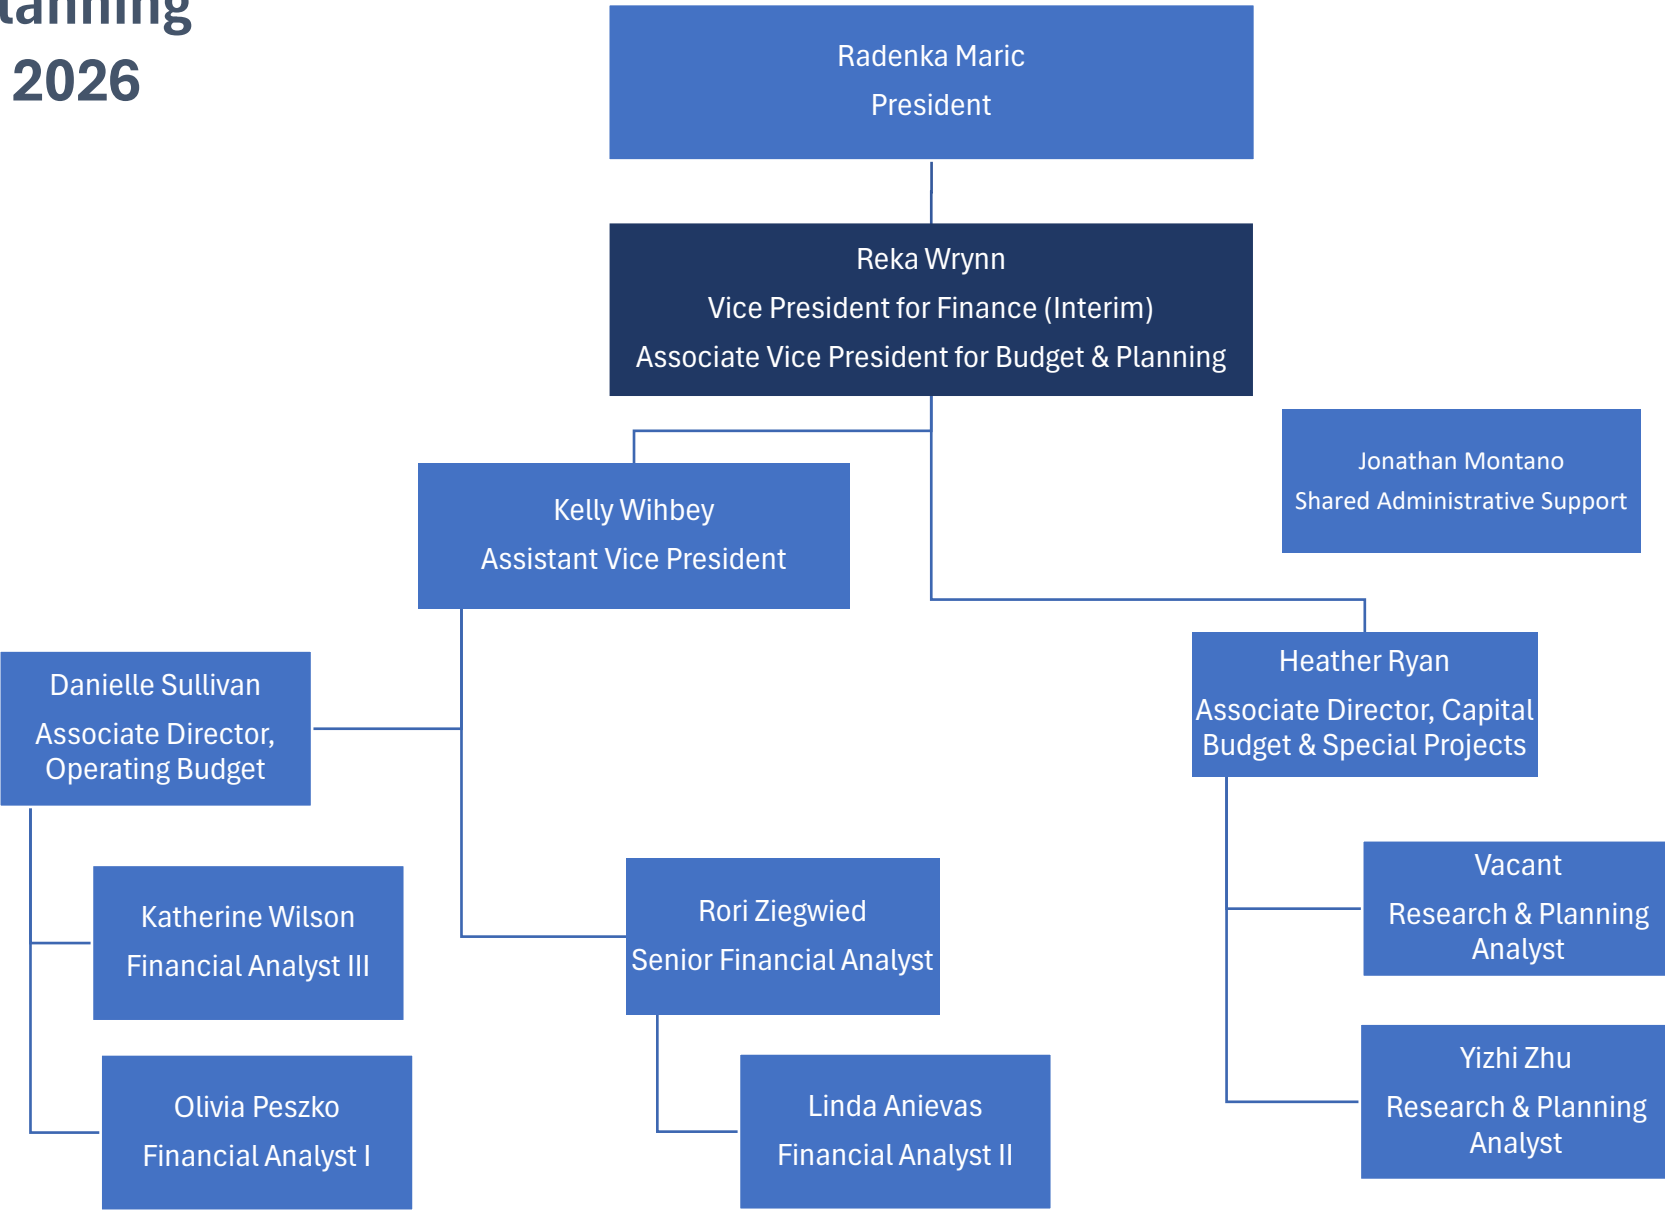 2026
Radenka Maric
President
Reka Wrynn
Vice President for Finance (Interim)
Associate Vice President for Budget & Planning
Jonathan Montano
Shared Administrative Support
Kelly Wihbey
Assistant Vice President
Danielle Sullivan
Associate Director,
Operating Budget
Heather Ryan
Associate Director, Capital
Budget & Special Projects
Katherine Wilson
Financial Analyst III
Rori Ziegwied
Senior Financial Analyst
Vacant
Research & Planning
Analyst
Olivia Peszko
Financial Analyst I
Linda Anievas
Financial Analyst II
Yizhi Zhu
Research & Planning
Analyst